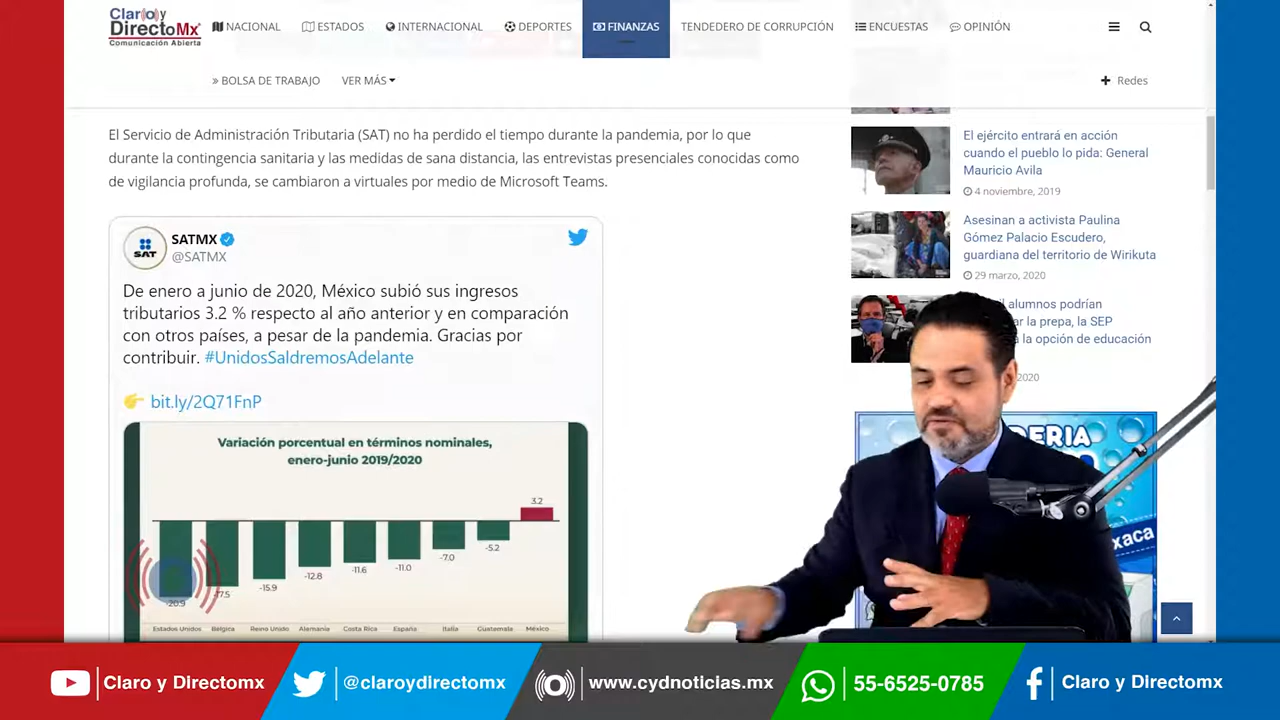 Claro y
DirectoMx
Comunicación Abierta
NACIONAL
ESTADOS
INTERNACIONAL
DEPORTES
FINANZAS
TENDEDERO DE CORRUPCIÓN
ENCUESTAS
OPINIÓN
» BOLSA DE TRABAJO
VER MÁS
+ Redes
El Servicio de Administración Tributaria (SAT) no ha perdido el tiempo durante la pandemia, por lo que
durante la contingencia sanitaria y las medidas de sana distancia, las entrevistas presenciales conocidas como
de vigilancia profunda, se cambiaron a virtuales por medio de Microsoft Teams.
SAT
SATMX
@SATMX
De enero a junio de 2020, México subió sus ingresos
tributarios 3.2 % respecto al año anterior y en comparación
con otros países, a pesar de la pandemia. Gracias por
contribuir. #UnidosSaldremosAdelante
👉 bit.ly/2Q71FnP
Variación porcentual en términos nominales,
enero-junio 2019/2020
3.2
-5.2
-7.0
-11.0
-11.6
-12.8
-15.9
-17.5
-20.9
Estados Unidos Bélgica Reino Unido Alemania Costa Rica España Italia Guatemala México
El ejército entrará en acción
cuando el pueblo lo pida: General
Mauricio Avila
4 noviembre, 2019
Asesinan a activista Paulina
Gómez Palacio Escudero,
guardiana del territorio de Wirikuta
29 marzo, 2020
alumnos podrían
la prepa, la SEP
la opción de educación
2020
DERIA
xaca
Claro y Directomx
@claroydirectomx
www.cydnoticias.mx
55-6525-0785
Claro y Directomx